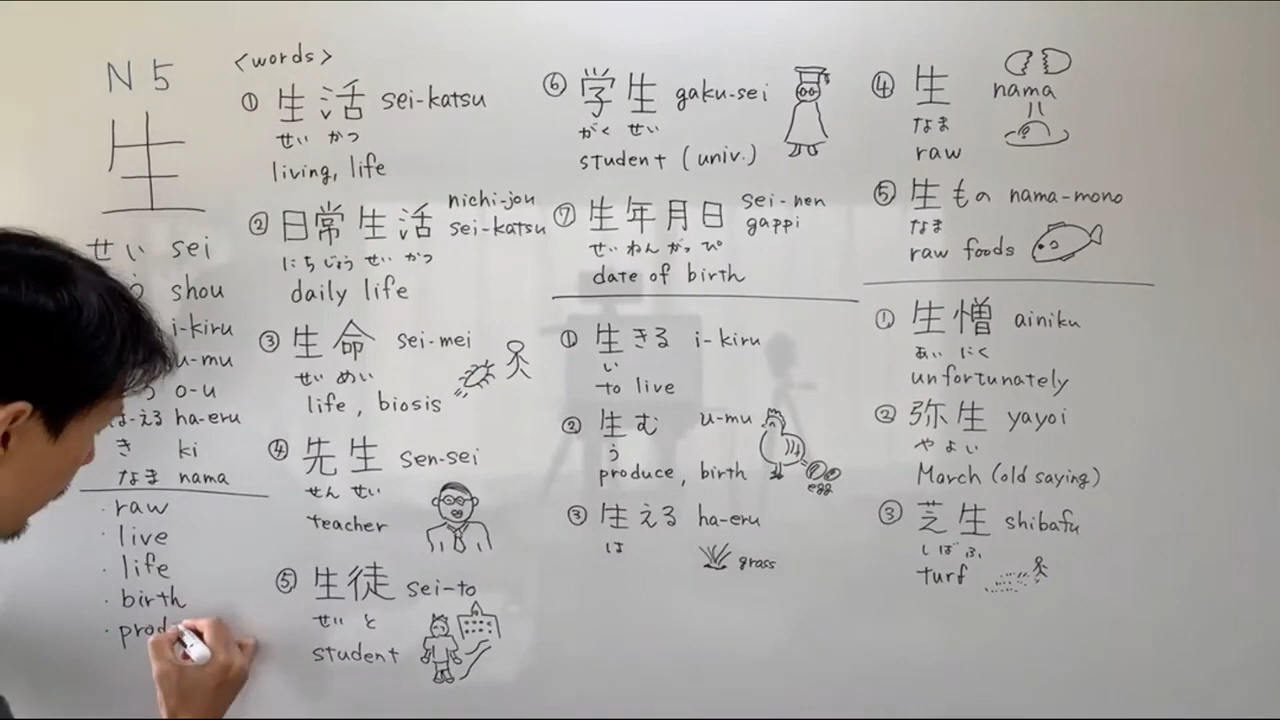 N5
生
せい sei
shou
i-kiru
u-mu
o-u
は-える ha-eru
き ki
なま nama
・raw
・live
・life
・birth
・prod
<words>
① 生活 sei-katsu
せい かつ
living, life
② 日常生活 nichi-jou sei-katsu
にち じょう せい かつ
daily life
③ 生命 sei-mei
せい めい
life, biosis
④ 先生 sen-sei
せん せい
teacher
⑤ 生徒 sei-to
せい と
student
⑥ 学生 gaku-sei
がく せい
student (univ.)
⑦ 生年月日 sei-nen gappi
せい ねん がっ ぴ
date of birth
① 生きる i-kiru
い
to live
② 生む u-mu
う
produce, birth
egg
③ 生える ha-eru
は
grass
④ 生 nama
なま
raw
⑤ 生もの nama-mono
なま
raw foods
① 生憎 ainiku
あい にく
unfortunately
② 弥生 yayoi
や よい
March (old saying)
③ 芝生 shibafu
しば ふ
turf